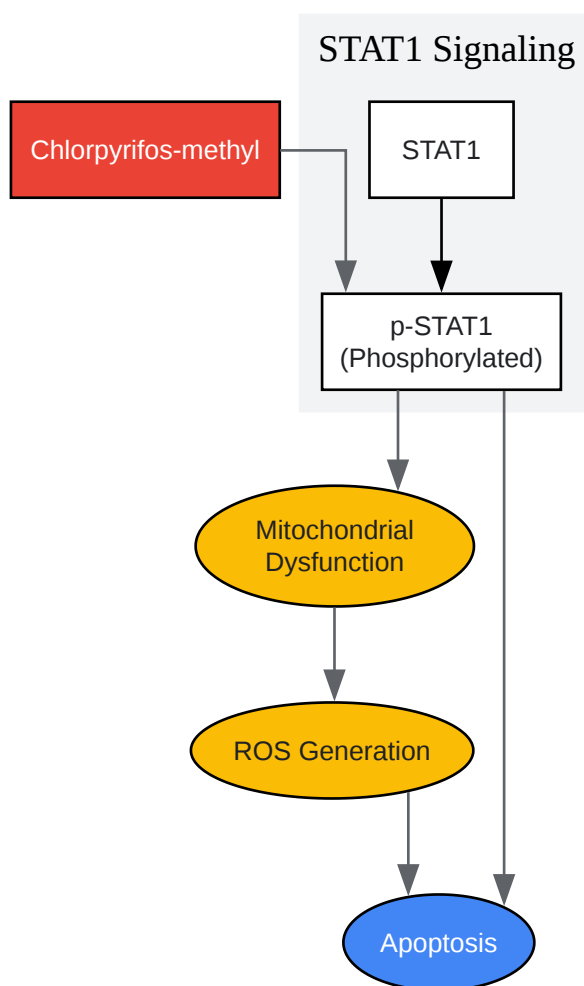 STAT1 Signaling
Chlorpyrifos-methyl
STAT1
p-STAT1
(Phosphorylated)
Mitochondrial
Dysfunction
ROS Generation
Apoptosis